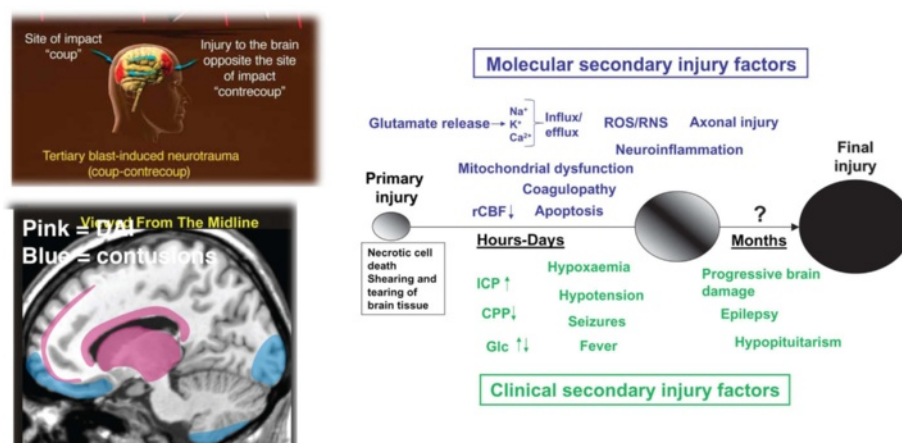 Site of impact
"coup"
Injury to the brain
opposite the site
of impact
"contrecoup"
Tertiary blast-induced neurotrauma
(coup-contrecoup)
Viewed From The Midline
Pink = DAI
Blue = contusions
Molecular secondary injury factors
Glutamate release→
Na⁺
K⁺
Ca²⁺
Influx/
efflux
ROS/RNS
Axonal injury
Neuroinflammation
Mitochondrial dysfunction
Coagulopathy
rCBF↓
Apoptosis
Primary
injury
Final
injury
?
Hours-Days
Months
Necrotic cell
death
Shearing and
tearing of
brain tissue
ICP ↑
CPP↓
Glc ↑↓
Hypoxaemia
Hypotension
Seizures
Fever
Progressive brain
damage
Epilepsy
Hypopituitarism
Clinical secondary injury factors